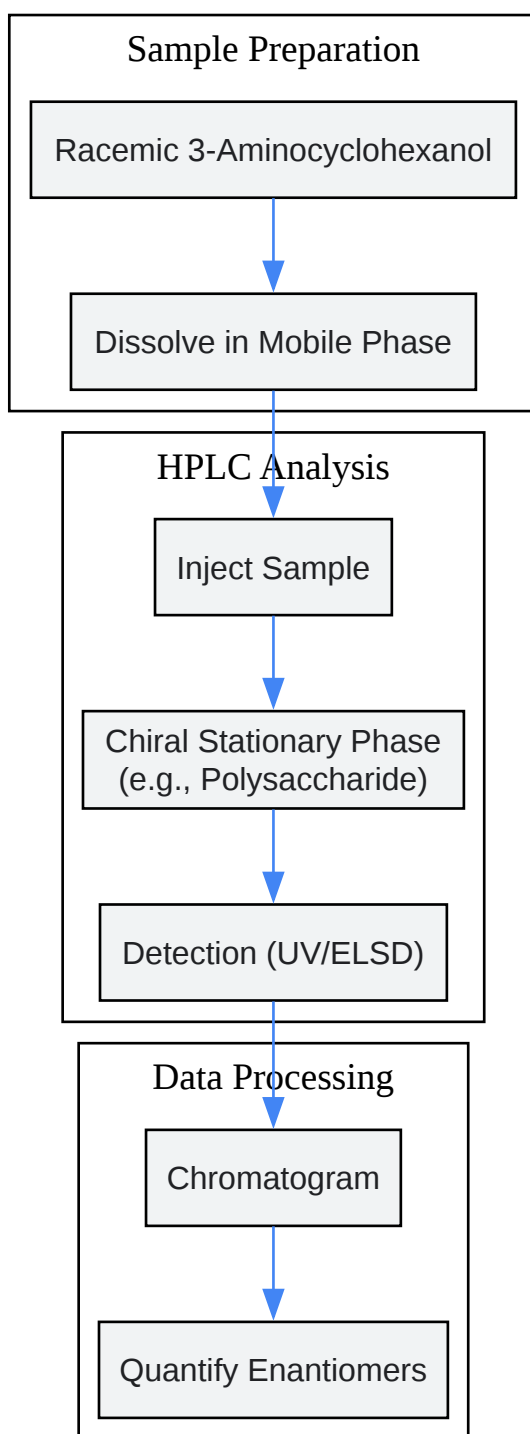 Sample Preparation
Racemic 3-Aminocyclohexanol
Dissolve in Mobile Phase
HPLC Analysis
Inject Sample
Chiral Stationary Phase
(e.g., Polysaccharide)
Detection (UV/ELSD)
Data Processing
Chromatogram
Quantify Enantiomers